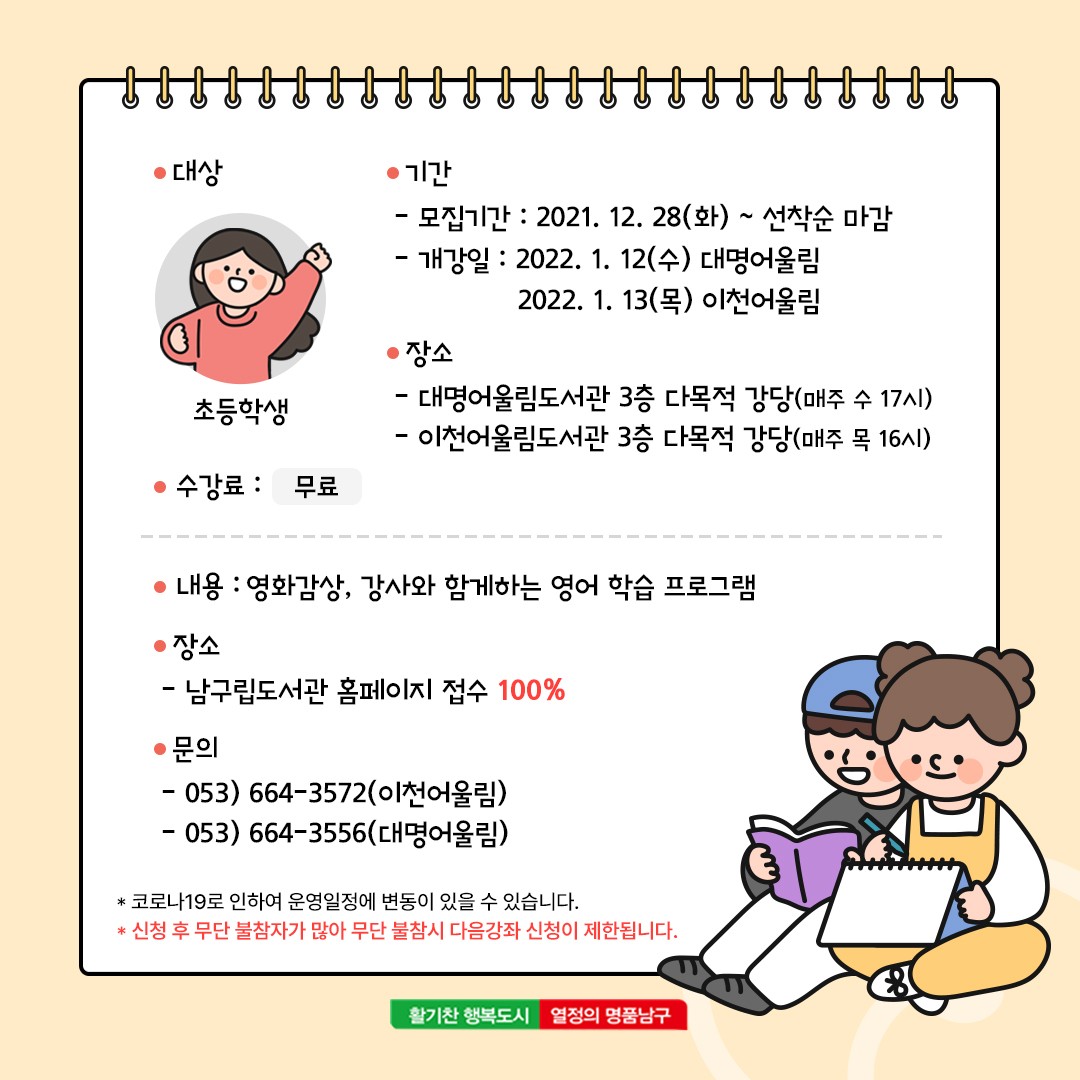 대상
초등학생
수강료 : 무료
기간
- 모집기간 : 2021. 12. 28(화) ~ 선착순 마감
- 개강일 : 2022. 1. 12(수) 대명어울림
2022. 1. 13(목) 이천어울림
장소
- 대명어울림도서관 3층 다목적 강당(매주 수 17시)
- 이천어울림도서관 3층 다목적 강당(매주 목 16시)
내용 : 영화감상, 강사와 함께하는 영어 학습 프로그램
장소
- 남구립도서관 홈페이지 접수 100%
문의
- 053) 664-3572(이천어울림)
- 053) 664-3556(대명어울림)
* 코로나19로 인하여 운영일정에 변동이 있을 수 있습니다.
* 신청 후 무단 불참자가 많아 무단 불참시 다음강좌 신청이 제한됩니다.
활기찬 행복도시 열정의 명품남구